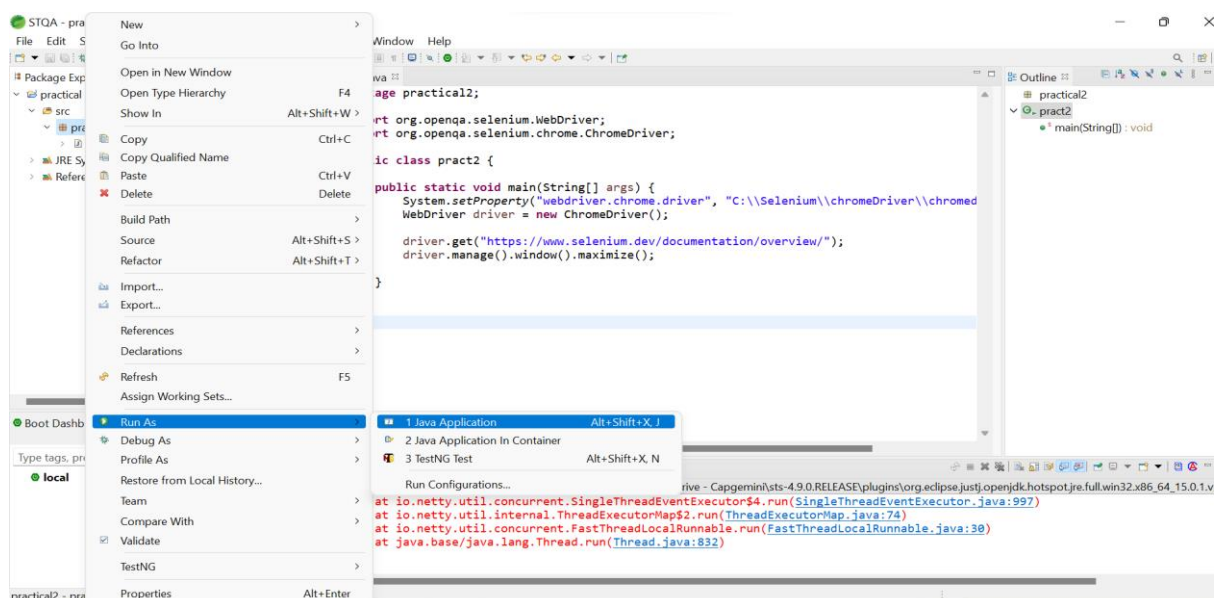 STQA - pra
File Edit S
Window Help
Package Exp
practical
src
pra
JRE Sy
Refere
Boot Dashb
Type tags, pr
local
practical2 - pra
New
Go Into
Open in New Window
Open Type Hierarchy F4
Show In Alt+Shift+W >
Copy Ctrl+C
Copy Qualified Name
Paste Ctrl+V
Delete Delete
Build Path
Source Alt+Shift+S >
Refactor Alt+Shift+T >
Import...
Export...
References
Declarations
Refresh F5
Assign Working Sets...
Run As
Debug As
Profile As
Restore from Local History...
Team
Compare With
Validate
TestNG
Properties Alt+Enter
1 Java Application Alt+Shift+X, J
2 Java Application In Container
3 TestNG Test Alt+Shift+X, N
Run Configurations...
ava
age practical2;
rt org.openqa.selenium.WebDriver;
rt org.openqa.selenium.chrome.ChromeDriver;
ic class pract2 {
public static void main(String[] args) {
System.setProperty("webdriver.chrome.driver", "C:\\Selenium\\chromeDriver\\chromed
WebDriver driver = new ChromeDriver();
driver.get("https://www.selenium.dev/documentation/overview/");
driver.manage().window().maximize();
}
Outline
practical2
pract2
main(String[]) : void
rive - Capgemini\sts-4.9.0.RELEASE\plugins\org.eclipse.justj.openjdk.hotspot.jre.full.win32.x86_64_15.0.1.v
at io.netty.util.concurrent.SingleThreadEventExecutor$4.run(SingleThreadEventExecutor.java:997)
at io.netty.util.internal.ThreadExecutorMap$2.run(ThreadExecutorMap.java:74)
at io.netty.util.concurrent.FastThreadLocalRunnable.run(FastThreadLocalRunnable.java:30)
at java.base/java.lang.Thread.run(Thread.java:832)